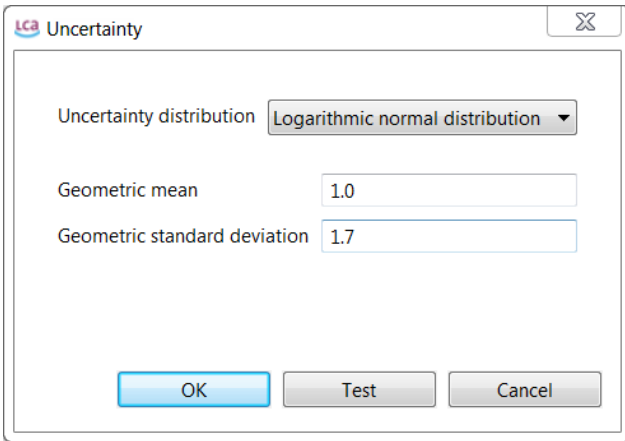 LCa Uncertainty
Uncertainty distribution Logarithmic normal distribution
Geometric mean 1.0
Geometric standard deviation 1.7
OK Test Cancel